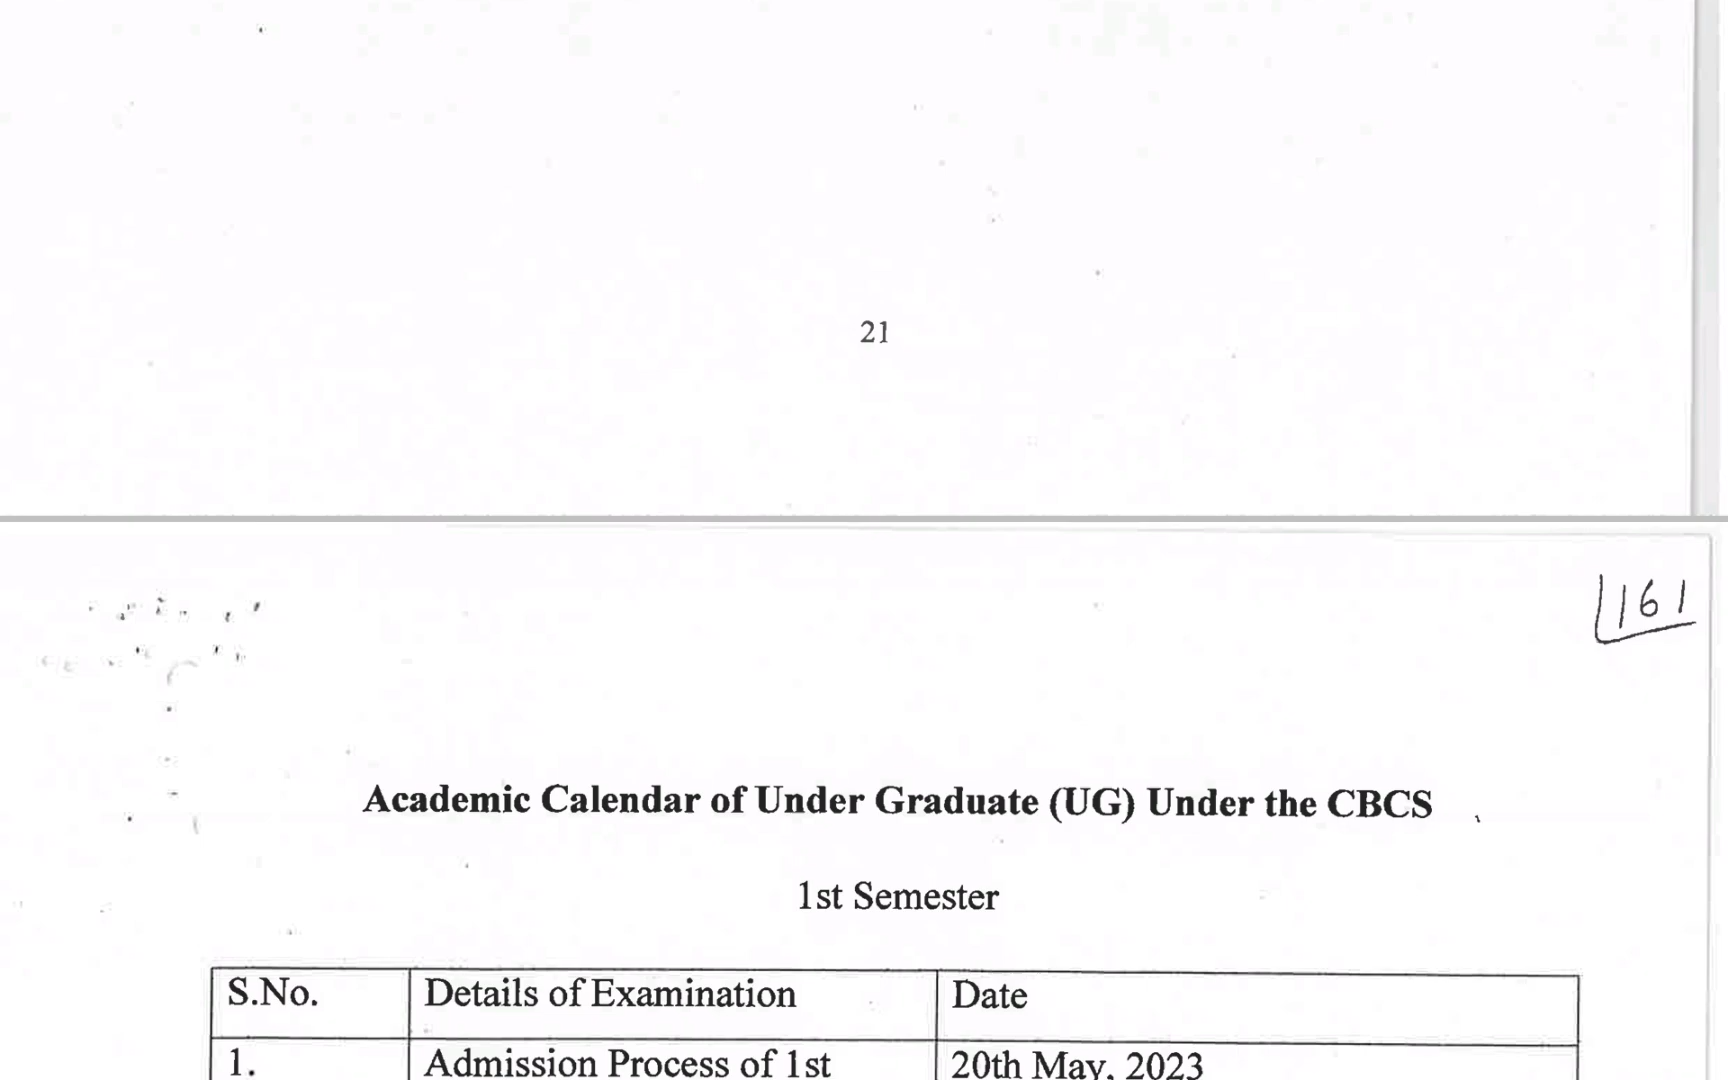 21
161
Academic Calendar of Under Graduate (UG) Under the CBCS
1st Semester
S.No. Details of Examination Date
1. Admission Process of 1st 20th May, 2023